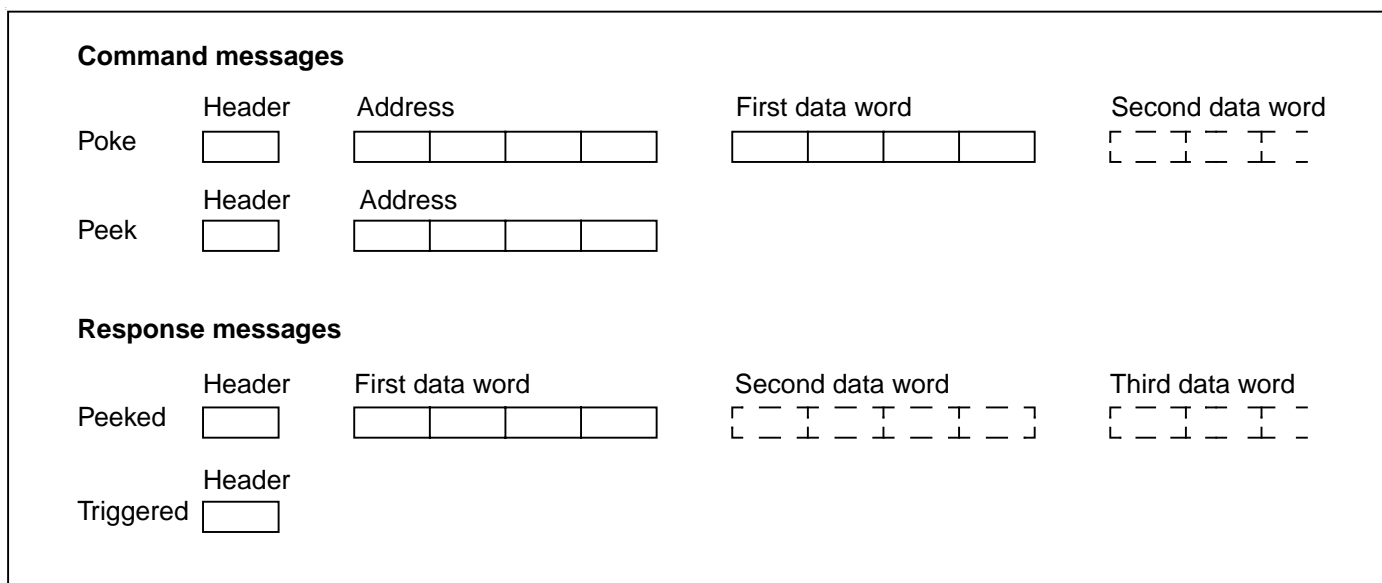 Command messages
Header Address First data word Second data word
Poke
Header Address
Peek
Response messages
Header First data word Second data word Third data word
Peeked
Header
Triggered